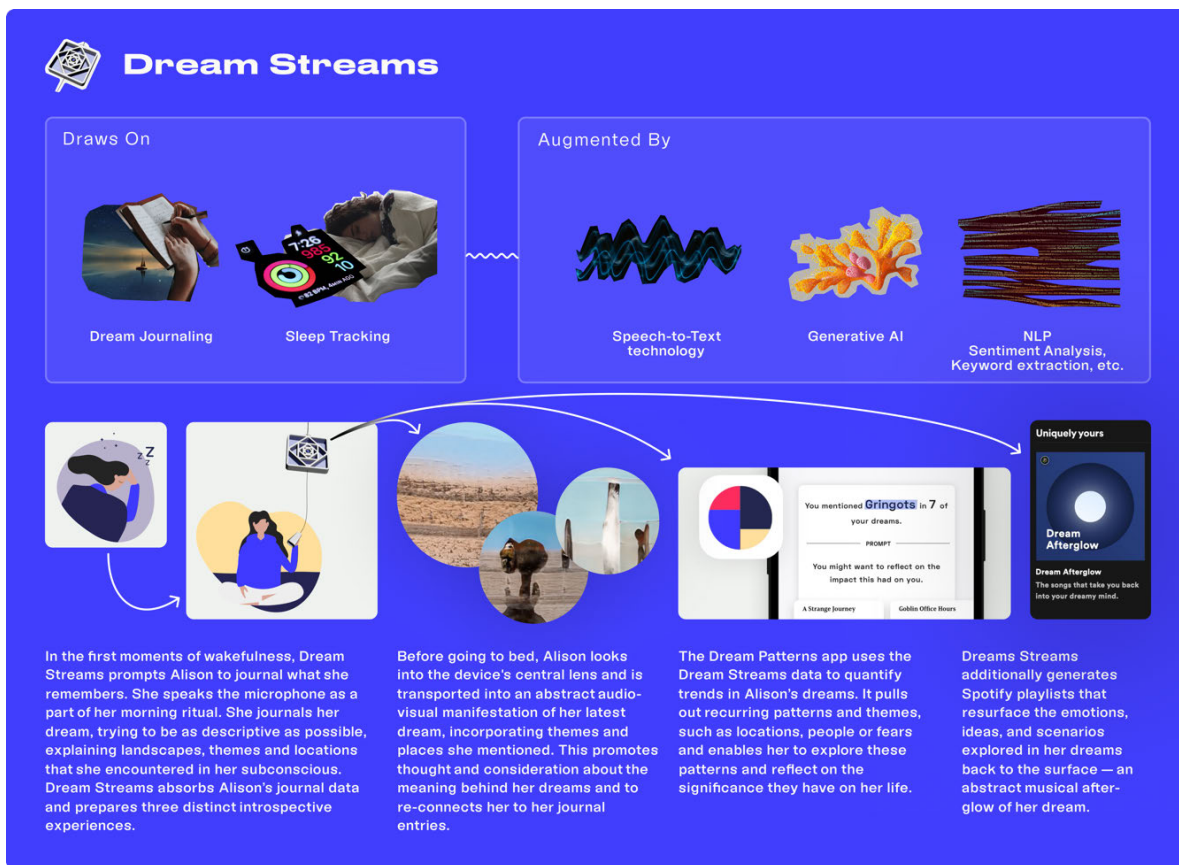 Dream Streams
Draws On
Dream Journaling
Sleep Tracking
7:26
985
92
10
Augmented By
Speech-to-Text
technology
Generative AI
NLP
Sentiment Analysis,
Keyword extraction, etc.
zZ
z
In the first moments of wakefulness, Dream
Streams prompts Alison to journal what she
remembers. She speaks the microphone as a
part of her morning ritual. She journals her
dream, trying to be as descriptive as possible,
explaining landscapes, themes and locations
that she encountered in her subconscious.
Dream Streams absorbs Alison's journal data
and prepares three distinct introspective
experiences.
Before going to bed, Alison looks
into the device's central lens and is
transported into an abstract audio-
visual manifestation of her latest
dream, incorporating themes and
places she mentioned. This promotes
thought and consideration about the
meaning behind her dreams and to
re-connects her to her journal
entries.
You mentioned Gringots in 7 of
your dreams.
PROMPT
You might want to reflect on the
impact this had on you.
A Strange Journey
Goblin Office Hours
The Dream Patterns app uses the
Dream Streams data to quantify
trends in Alison's dreams. It pulls
out recurring patterns and themes,
such as locations, people or fears
and enables her to explore these
patterns and reflect on the
significance they have on her life.
Uniquely yours
Dream
Afterglow
Dream Afterglow
The songs that take you back
into your dreamy mind.
Dreams Streams
additionally generates
Spotify playlists that
resurface the emotions,
ideas, and scenarios
explored in her dreams
back to the surface — an
abstract musical after-
glow of her dream.